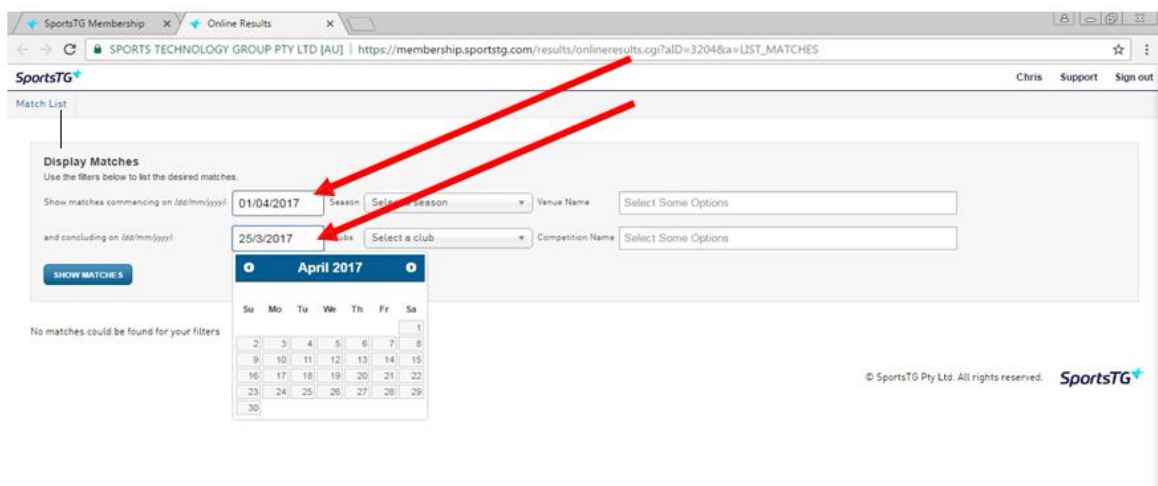 SportsTG Membership Online Results
SPORTS TECHNOLOGY GROUP PTY LTD [AU] https://membership.sportstg.com/results/onlineresults.cgi?aID=3204&a=LIST_MATCHES
SportsTG Chris Support Sign out
Match List
Display Matches
Use the filters below to list the desired matches.
Show matches commencing on (dd/mm/yyyy) 01/04/2017 Season Select a season Venue Name Select Some Options
and concluding on (dd/mm/yyyy) 25/3/2017 Select a club Competition Name Select Some Options
SHOW MATCHES
April 2017
Su Mo Tu We Th Fr Sa
1
No matches could be found for your filters
2 3 4 5 6 7 8
9 10 11 12 13 14 15
16 17 18 19 20 21 22
23 24 25 26 27 28 29
30
© SportsTG Pty Ltd. All rights reserved. SportsTG